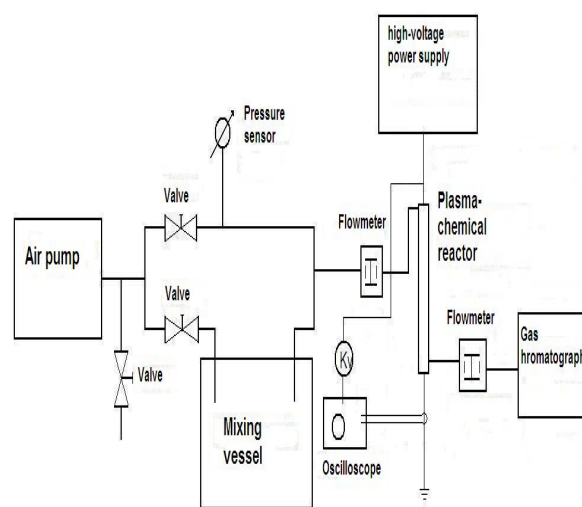 high-voltage
power supply
Pressure
sensor
Valve
Plasma-
chemical
reactor
Flowmeter
Air pump
Valve
Flowmeter
Gas
hromatograph
Kv
Valve
Mixing
vessel
Oscilloscope